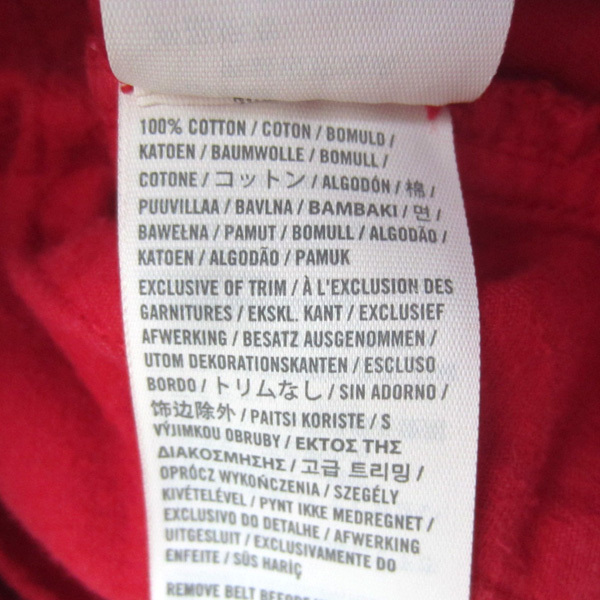 100% COTTON / COTON / BOMULD /
KATOEN / BAUMWOLLE / BOMULL /
COTONE / コットン / ALGODÓN / 棉 /
PUUVILLAA / BAVLNA / BAMBAKI / 면 /
BAWEŁNA / PAMUT / BOMULL / ALGODÃO /
KATOEN / ALGODÃO / PAMUK
EXCLUSIVE OF TRIM / À L'EXCLUSION DES
GARNITURES / EKSKL. KANT / EXCLUSIEF
AFWERKING / BESATZ AUSGENOMMEN /
UTOM DEKORATIONSKANTEN / ESCLUSO
BORDO / トリムなし / SIN ADORNO /
饰边除外 / PAITSI KORISTE / S
VÝJIMKOU OBRUBY / ΕΚΤΟΣ ΤΗΣ
ΔΙΑΚΟΣΜΗΣΗΣ / 고급 트리밍 /
OPRÓCZ WYKOŃCZENIA / SZEGÉLY
KIVÉTELÉVEL / PYNT IKKE MEDREGNET /
EXCLUSIVO DO DETALHE / AFWERKING
UITGESLUIT / EXCLUSIVAMENTE DO
ENFEITE / SÜS HARİÇ
REMOVE BELT BEFORE